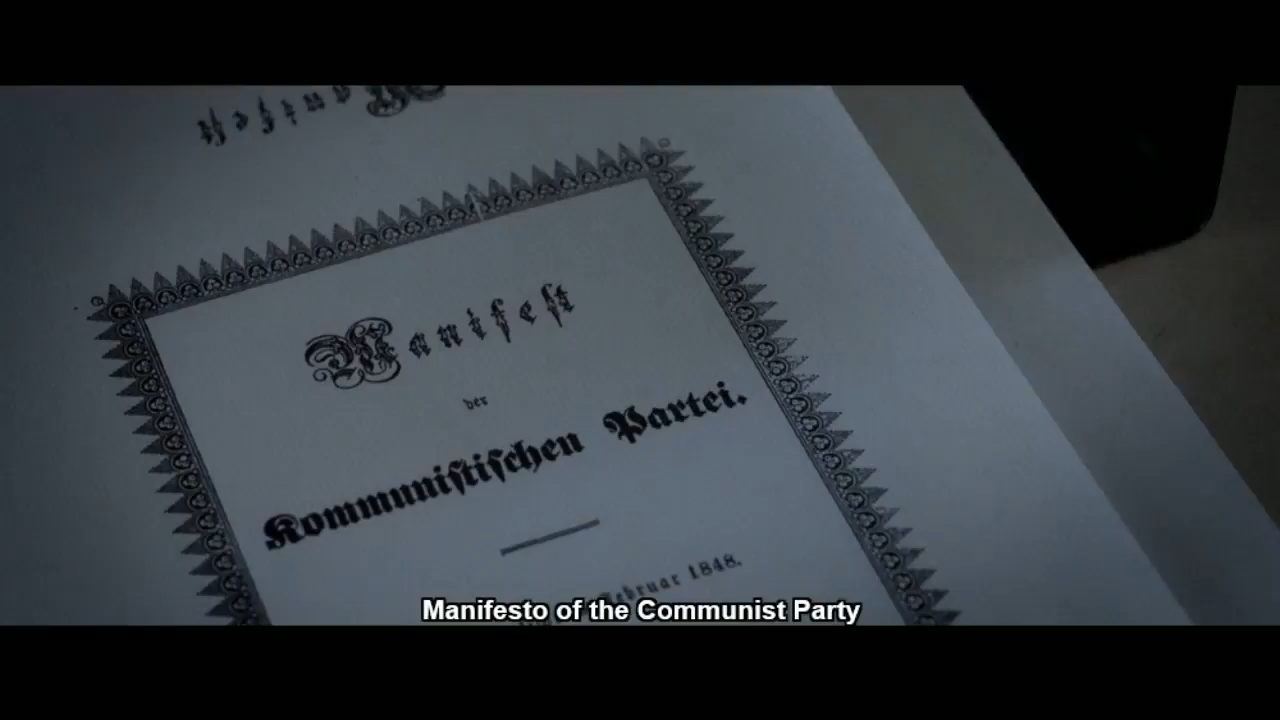 Manifest
der
Kommunistischen Partei.
Februar 1848.
Manifesto of the Communist Party